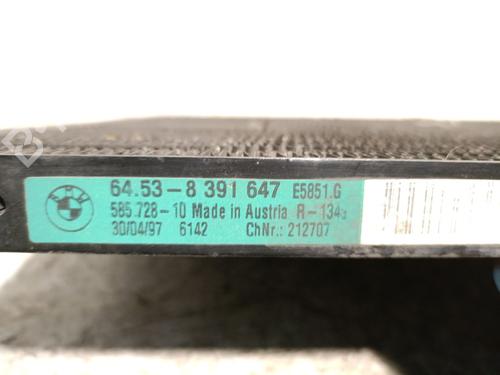 64.53-8 391 647 E5851.G
585.728-10 Made in Austria R-134a
30/04/97 6142 ChNr.: 212707
BMW